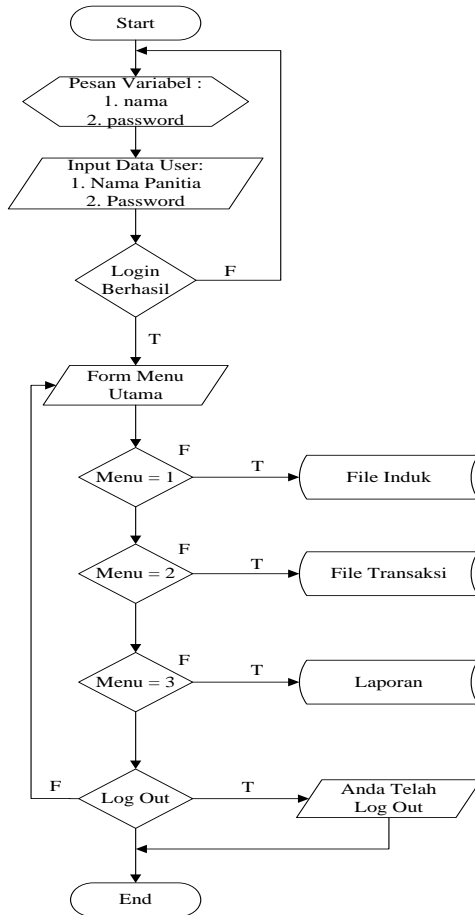 Start
Pesan Variabel :
1. nama
2. password
Input Data User:
1. Nama Panitia
2. Password
Login
Berhasil
F
T
Form Menu
Utama
F
Menu = 1
T
File Induk
F
Menu = 2
T
File Transaksi
F
Menu = 3
T
Laporan
F
Log Out
T
Anda Telah
Log Out
End